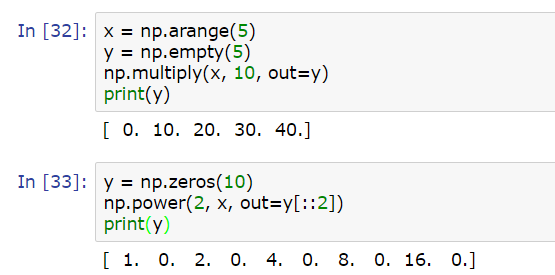 In [32]: x = np.arange(5)
y = np.empty(5)
np.multiply(x, 10, out=y)
print(y)
[ 0. 10. 20. 30. 40.]
In [33]: y = np.zeros(10)
np.power(2, x, out=y[::2])
print(y)
[ 1. 0. 2. 0. 4. 0. 8. 0. 16. 0.]